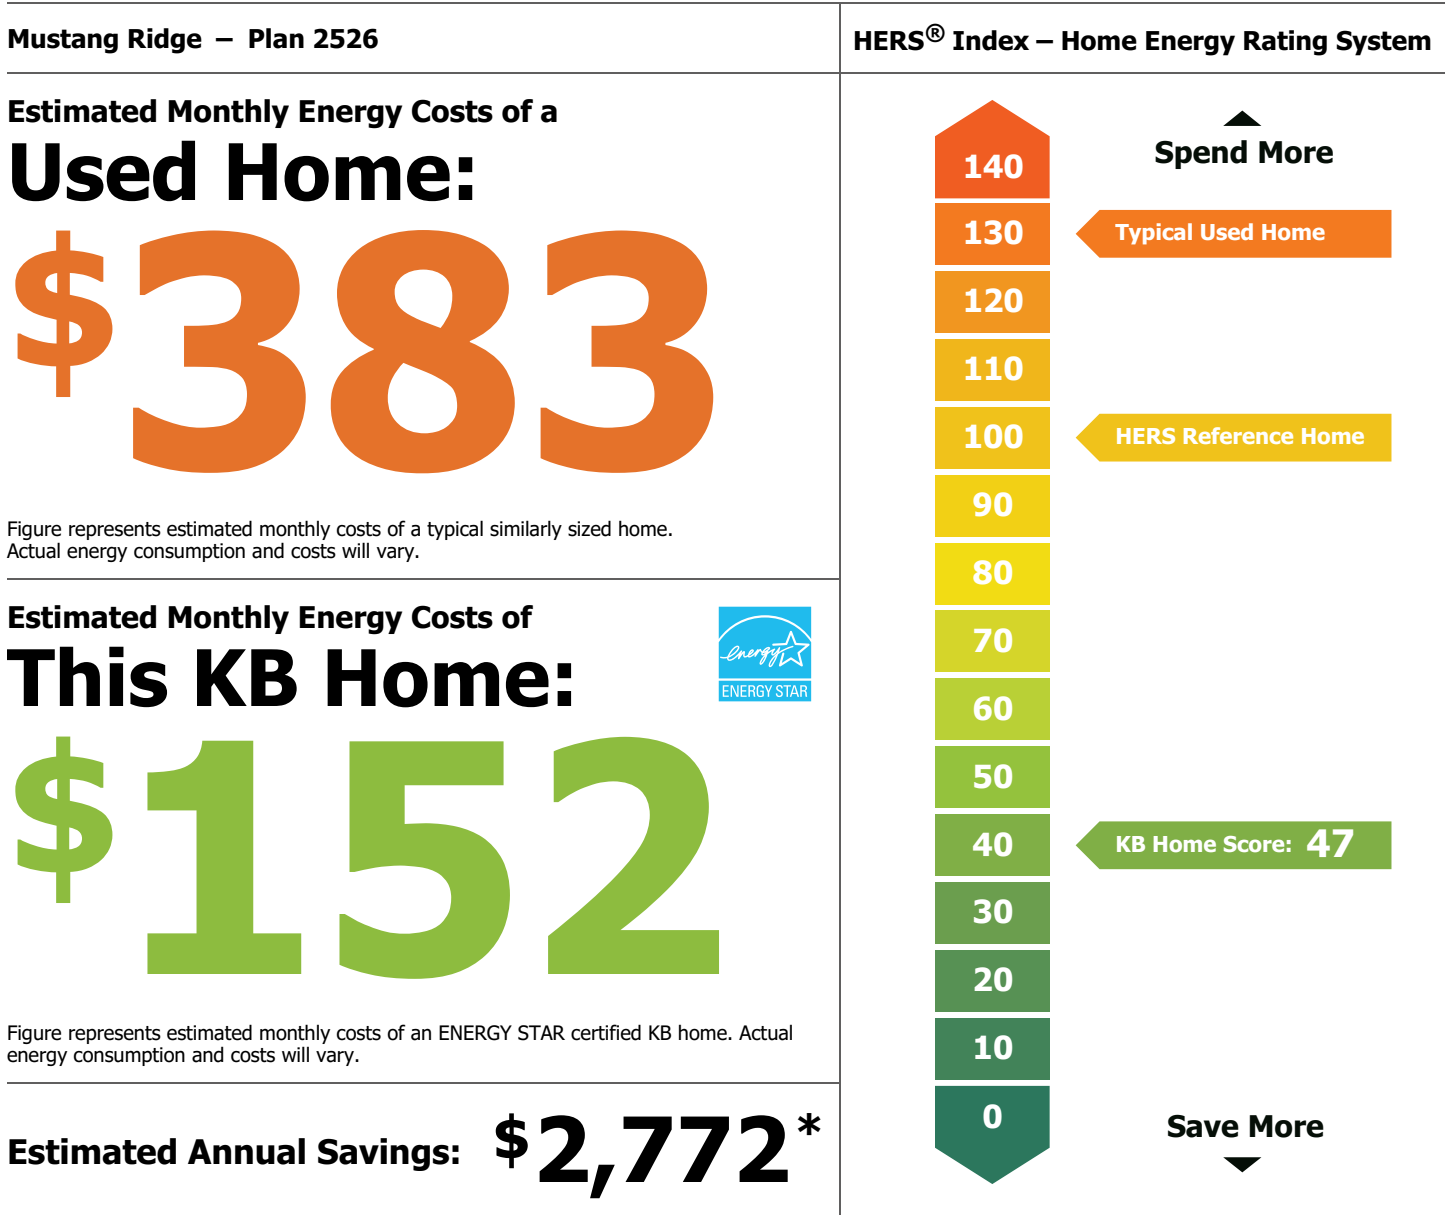 Mustang Ridge – Plan 2526
Estimated Monthly Energy Costs of a
Used Home:
$383
Figure represents estimated monthly costs of a typical similarly sized home.
Actual energy consumption and costs will vary.
Estimated Monthly Energy Costs of
This KB Home:
energy
ENERGY STAR
$152
Figure represents estimated monthly costs of an ENERGY STAR certified KB home. Actual
energy consumption and costs will vary.
Estimated Annual Savings: $2,772*
HERS® Index – Home Energy Rating System
Spend More
140
130 Typical Used Home
120
110
100 HERS Reference Home
90
80
70
60
50
40 KB Home Score: 47
30
20
10
0
Save More